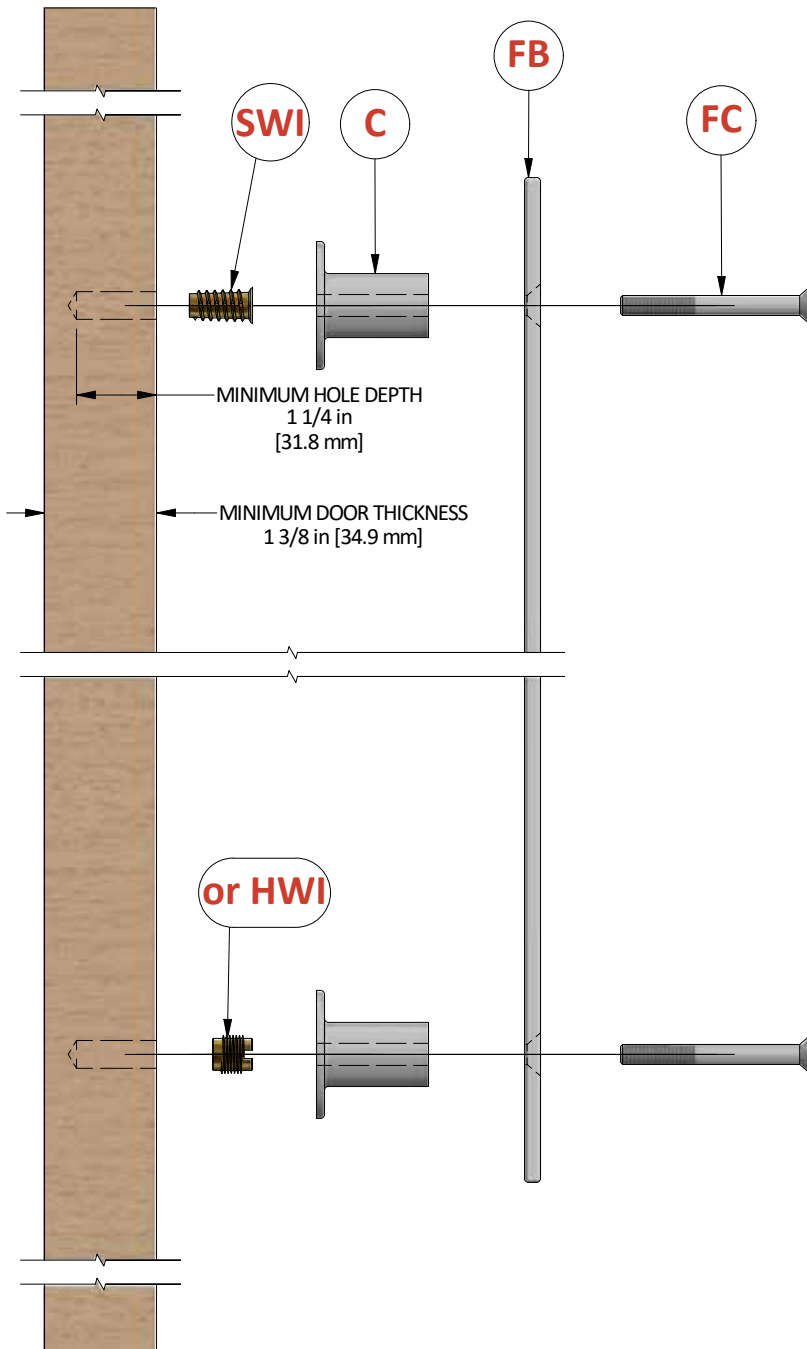 FB
SWI
C
FC
MINIMUM HOLE DEPTH
1 1/4 in
[31.8 mm]
MINIMUM DOOR THICKNESS
1 3/8 in [34.9 mm]
or HWI